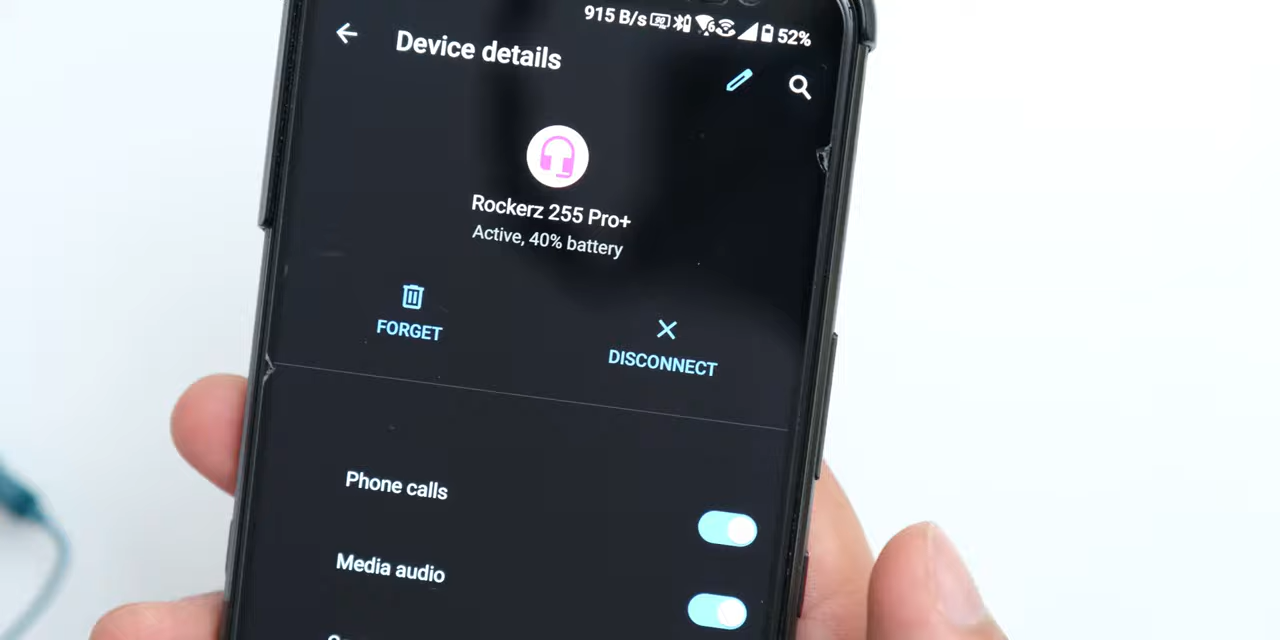 915 B/s 52%
Device details
Rockerz 255 Pro+
Active, 40% battery
FORGET
DISCONNECT
Phone calls
Media audio